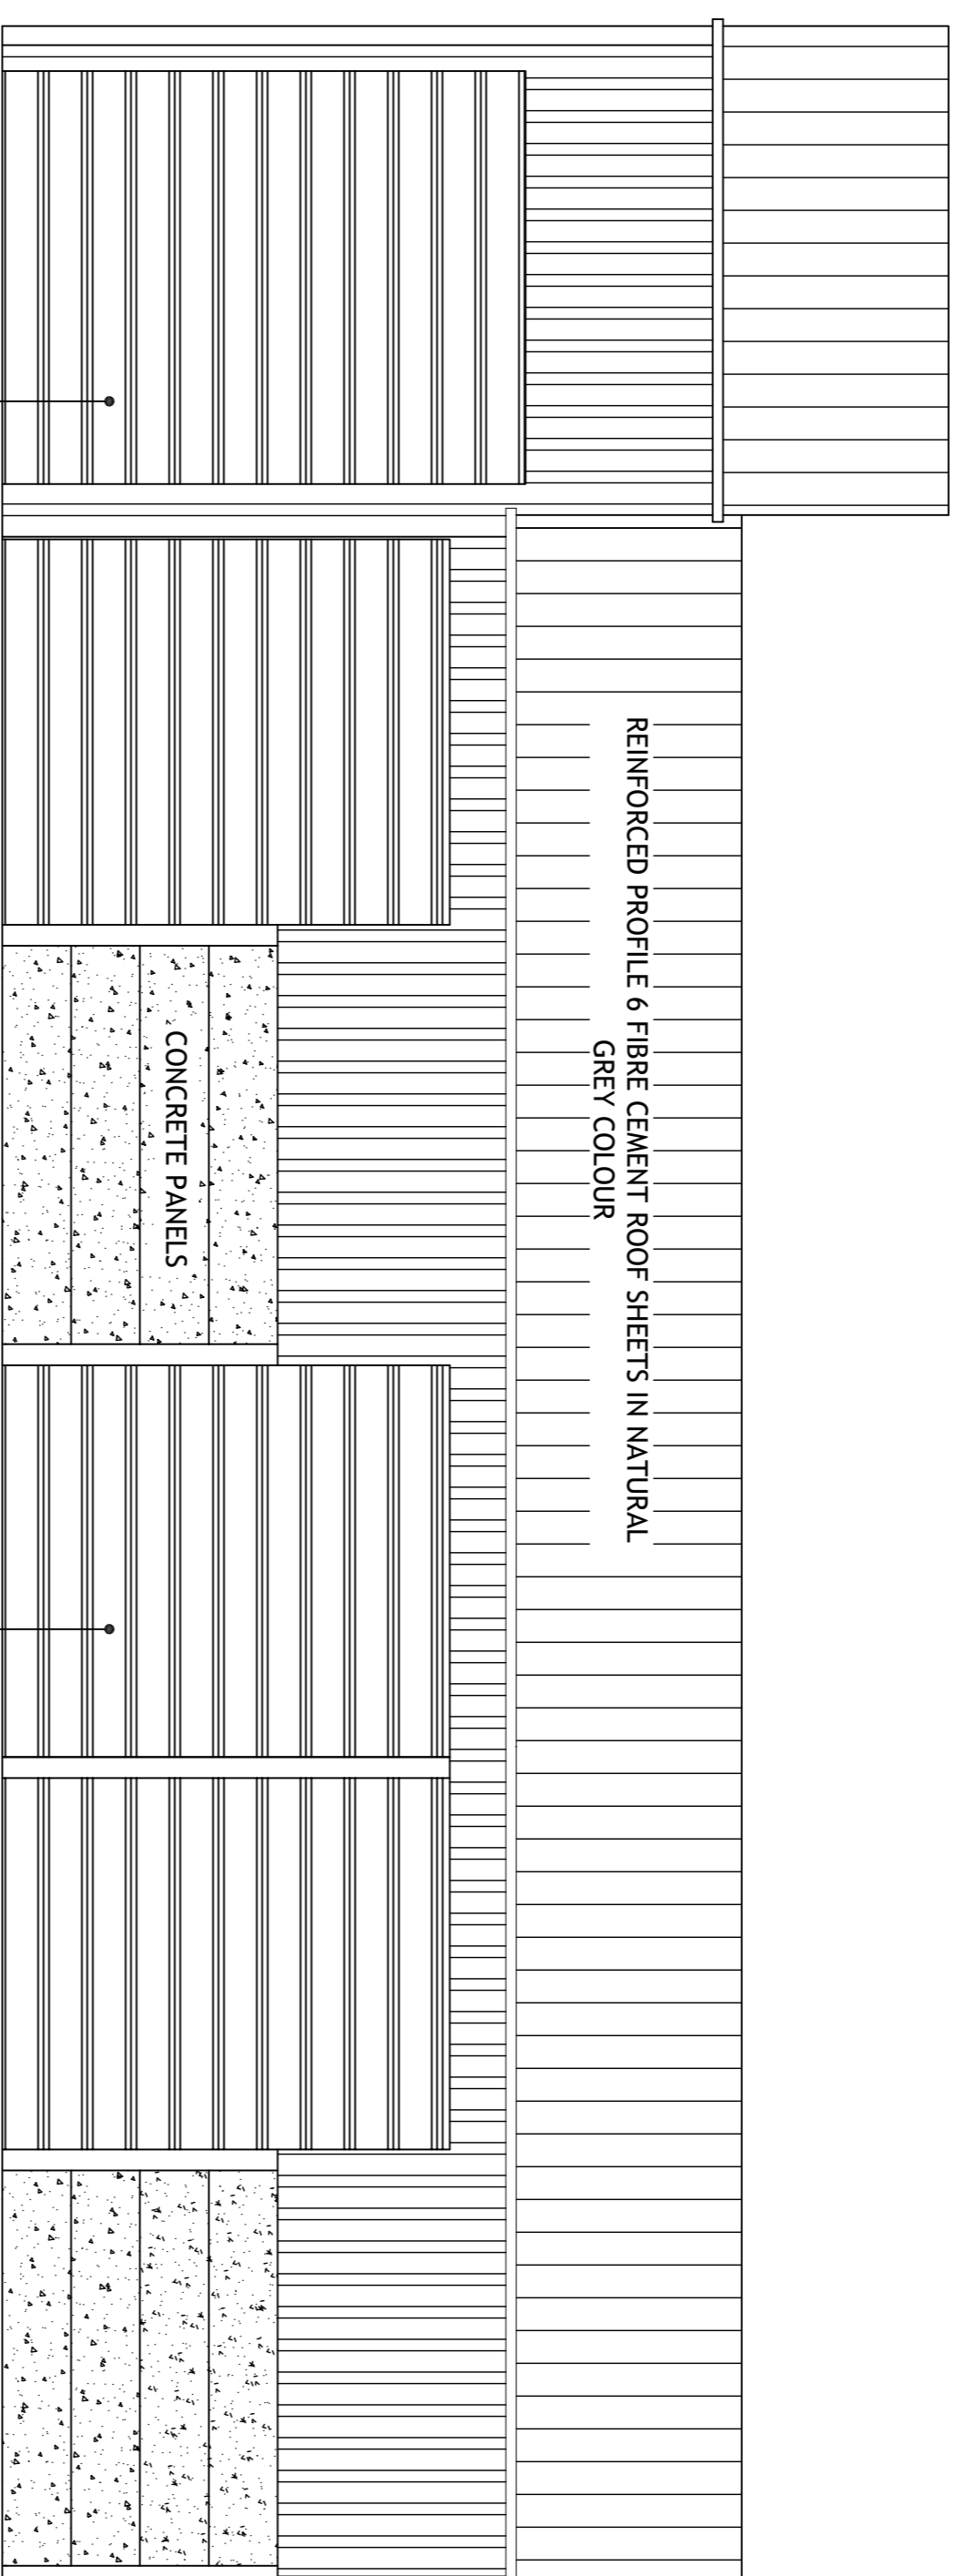 REINFORCED PROFILE 6 FIBRE CEMENT ROOF SHEETS IN NATURAL
GREY COLOUR
CONCRETE PANELS